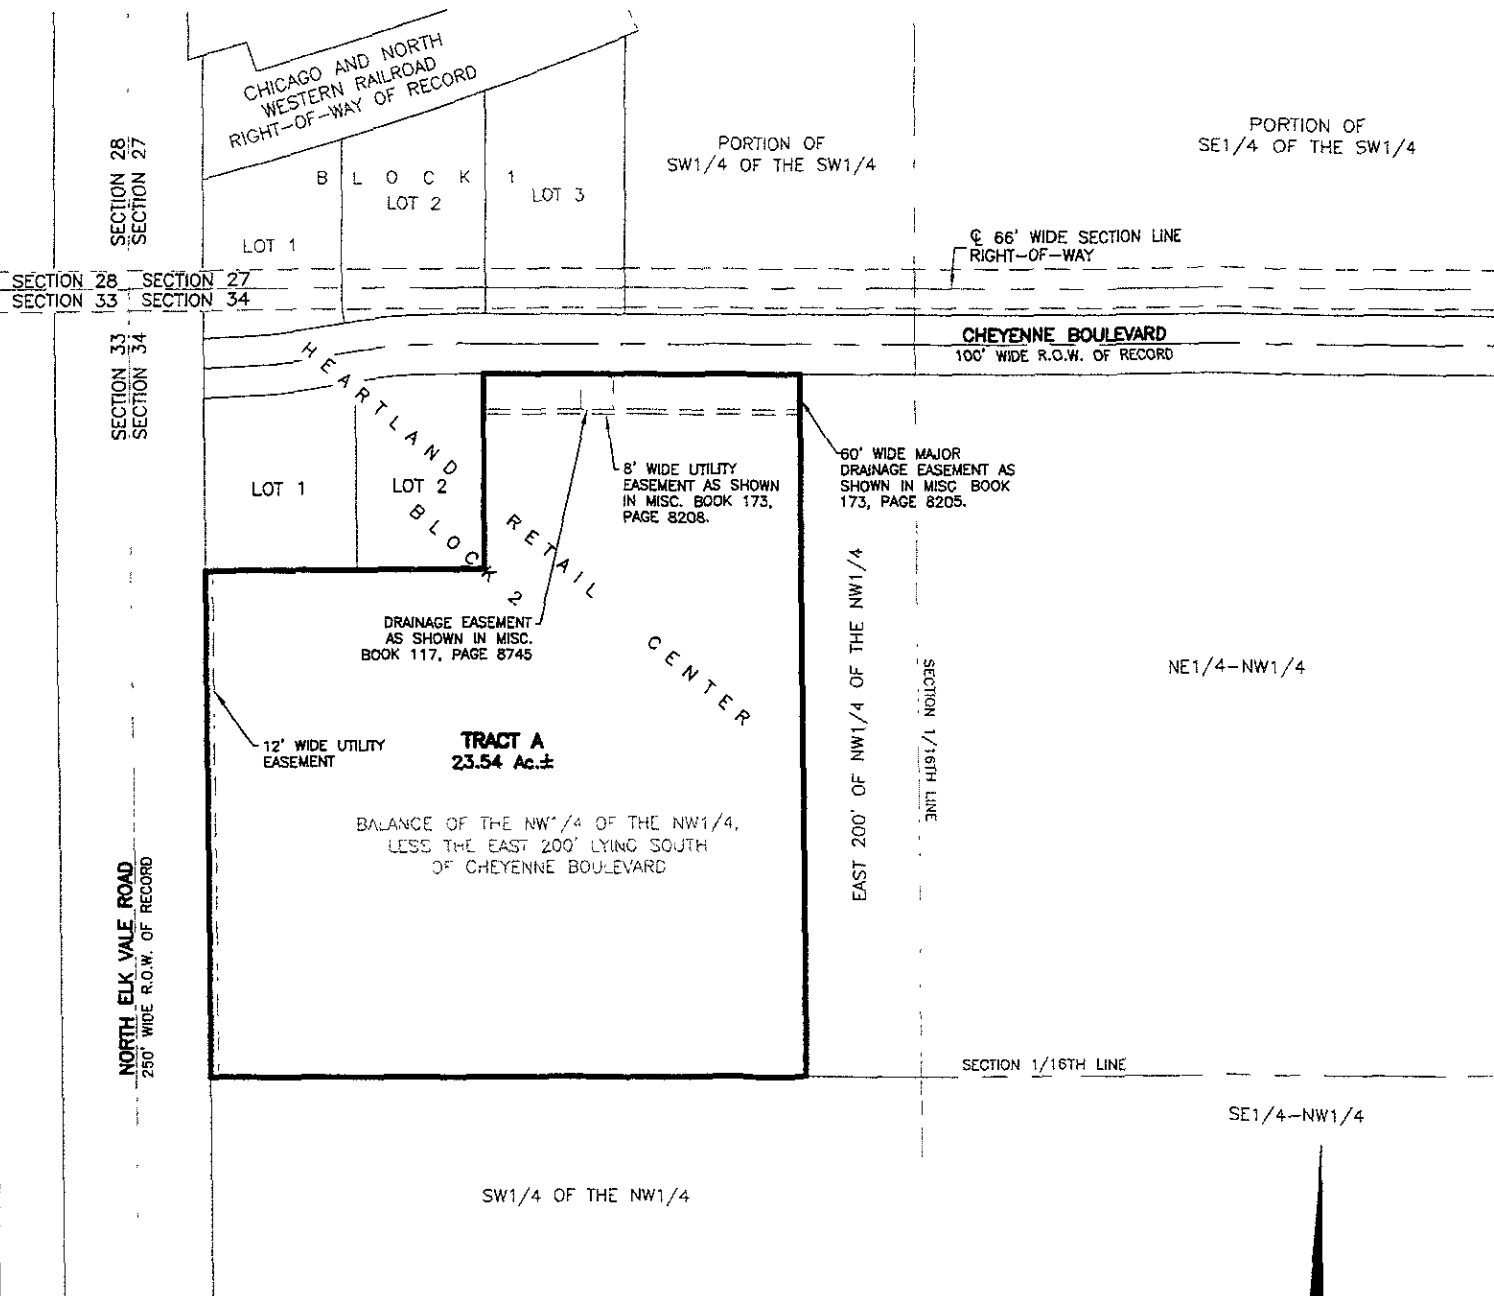 CHICAGO AND NORTH
WESTERN RAILROAD
RIGHT-OF-WAY OF RECORD
PORTION OF
SW1/4 OF THE SW1/4
PORTION OF
SE1/4 OF THE SW1/4
SECTION 28
SECTION 27
BLOCK 1
LOT 1
LOT 2
LOT 3
℄ 66' WIDE SECTION LINE
RIGHT-OF-WAY
SECTION 28 SECTION 27
SECTION 33 SECTION 34
SECTION 33
SECTION 34
CHEYENNE BOULEVARD
100' WIDE R.O.W. OF RECORD
HEARTLAND
RETAIL
CENTER
BLOCK 2
LOT 1
LOT 2
8' WIDE UTILITY
EASEMENT AS SHOWN
IN MISC. BOOK 173,
PAGE 8208.
60' WIDE MAJOR
DRAINAGE EASEMENT AS
SHOWN IN MISC BOOK
173, PAGE 8205.
DRAINAGE EASEMENT
AS SHOWN IN MISC.
BOOK 117, PAGE 8745
12' WIDE UTILITY
EASEMENT
TRACT A
23.54 Ac.±
BALANCE OF THE NW1/4 OF THE NW1/4,
LESS THE EAST 200' LYING SOUTH
OF CHEYENNE BOULEVARD
EAST 200' OF NW1/4 OF THE NW1/4
SECTION 1/16TH LINE
NE1/4-NW1/4
NORTH ELK VALE ROAD
250' WIDE R.O.W. OF RECORD
SECTION 1/16TH LINE
SE1/4-NW1/4
SW1/4 OF THE NW1/4